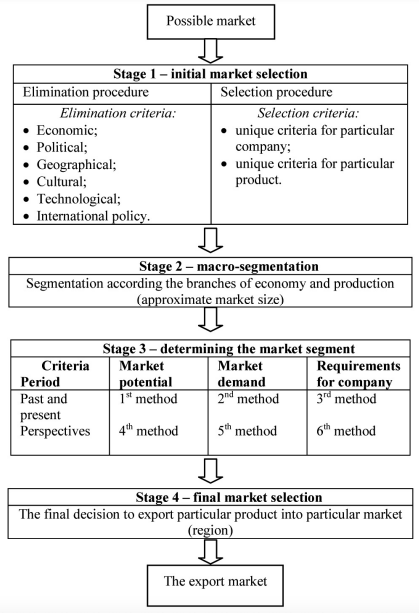 Possible market
Stage 1 – initial market selection
Elimination procedure
Selection procedure
Elimination criteria:
• Economic;
• Political;
• Geographical;
• Cultural;
• Technological;
• International policy.
Selection criteria:
• unique criteria for particular
company;
• unique criteria for particular
product.
Stage 2 – macro-segmentation
Segmentation according the branches of economy and production
(approximate market size)
Stage 3 – determining the market segment
Criteria
Period
Market
potential
Market
demand
Requirements
for company
Past and
present
1st method
2nd method
3rd method
Perspectives
4th method
5th method
6th method
Stage 4 – final market selection
The final decision to export particular product into particular market
(region)
The export market